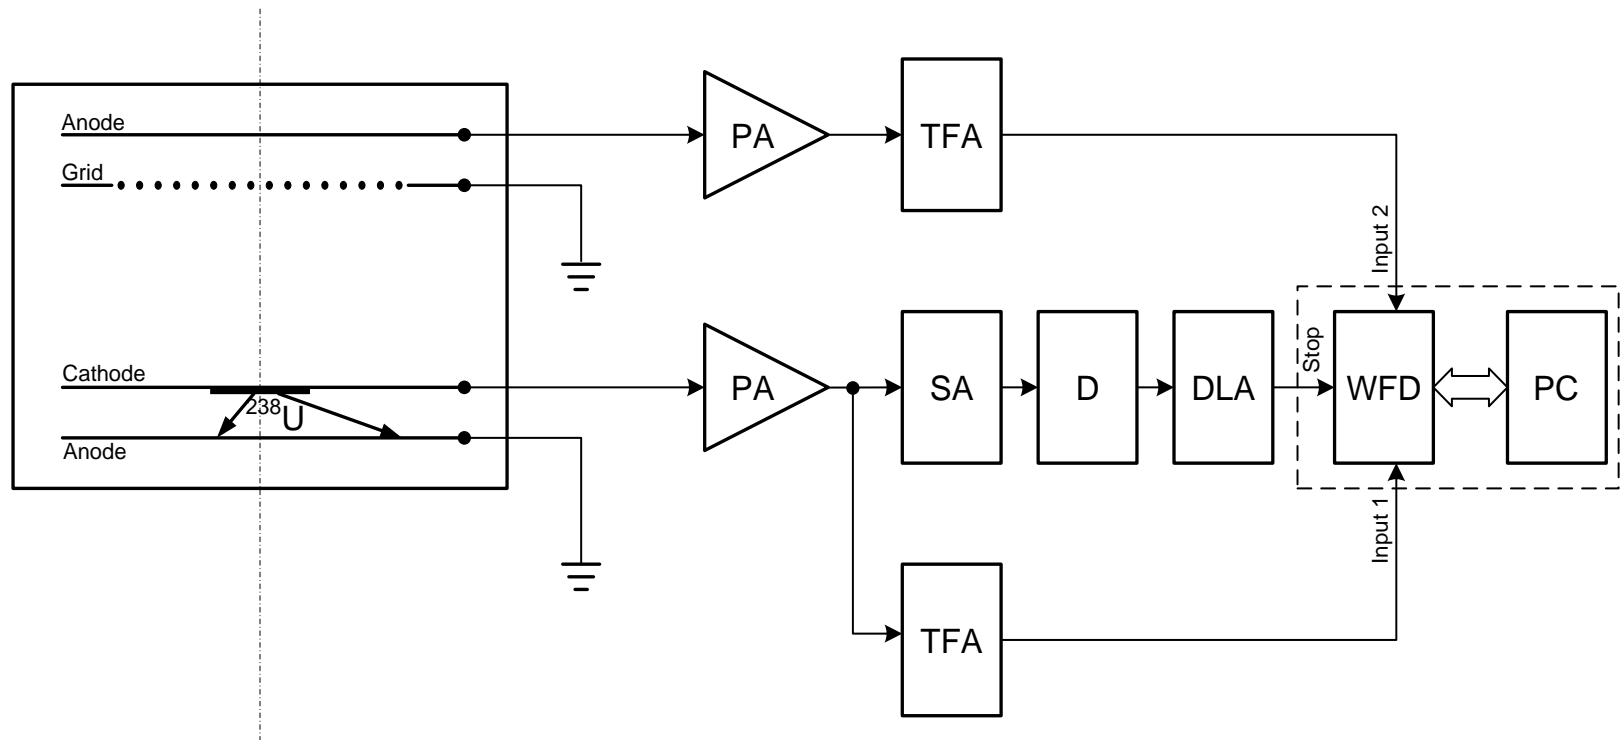 Anode
PA
TFA
Grid
Input 2
Cathode
PA
SA
D
DLA
Stop
WFD
PC
238U
Anode
Input 1
TFA